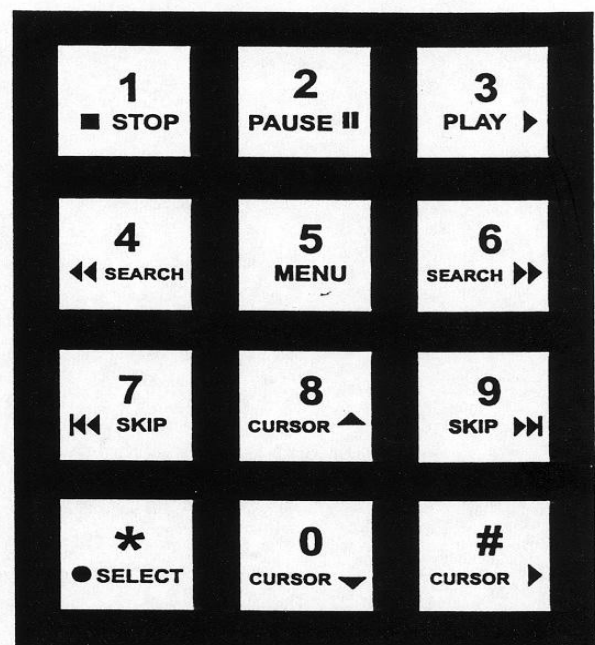 1
■ STOP
2
PAUSE ⏸
3
PLAY ▶
4
◀◀ SEARCH
5
MENU
6
SEARCH ▶▶
7
|◀◀ SKIP
8
CURSOR ▲
9
SKIP ▶▶|
*
● SELECT
0
CURSOR ▼
#
CURSOR ▶